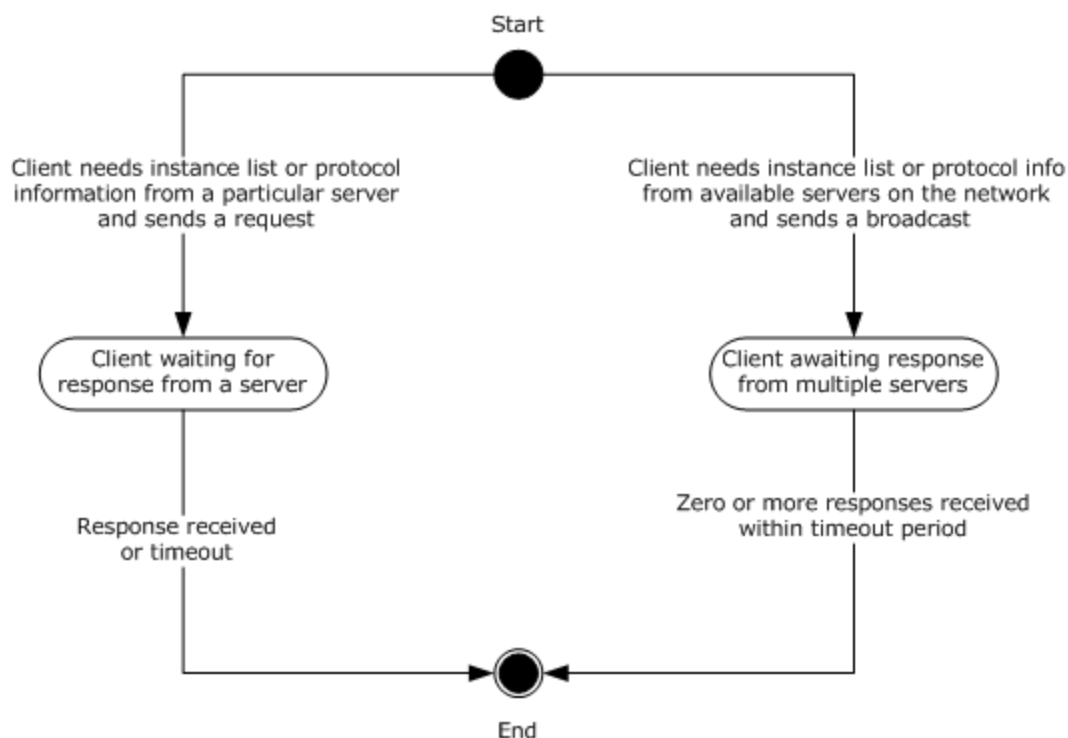 Start
Client needs instance list or protocol
information from a particular server
and sends a request
Client needs instance list or protocol info
from available servers on the network
and sends a broadcast
Client waiting for
response from a server
Client awaiting response
from multiple servers
Response received
or timeout
Zero or more responses received
within timeout period
End